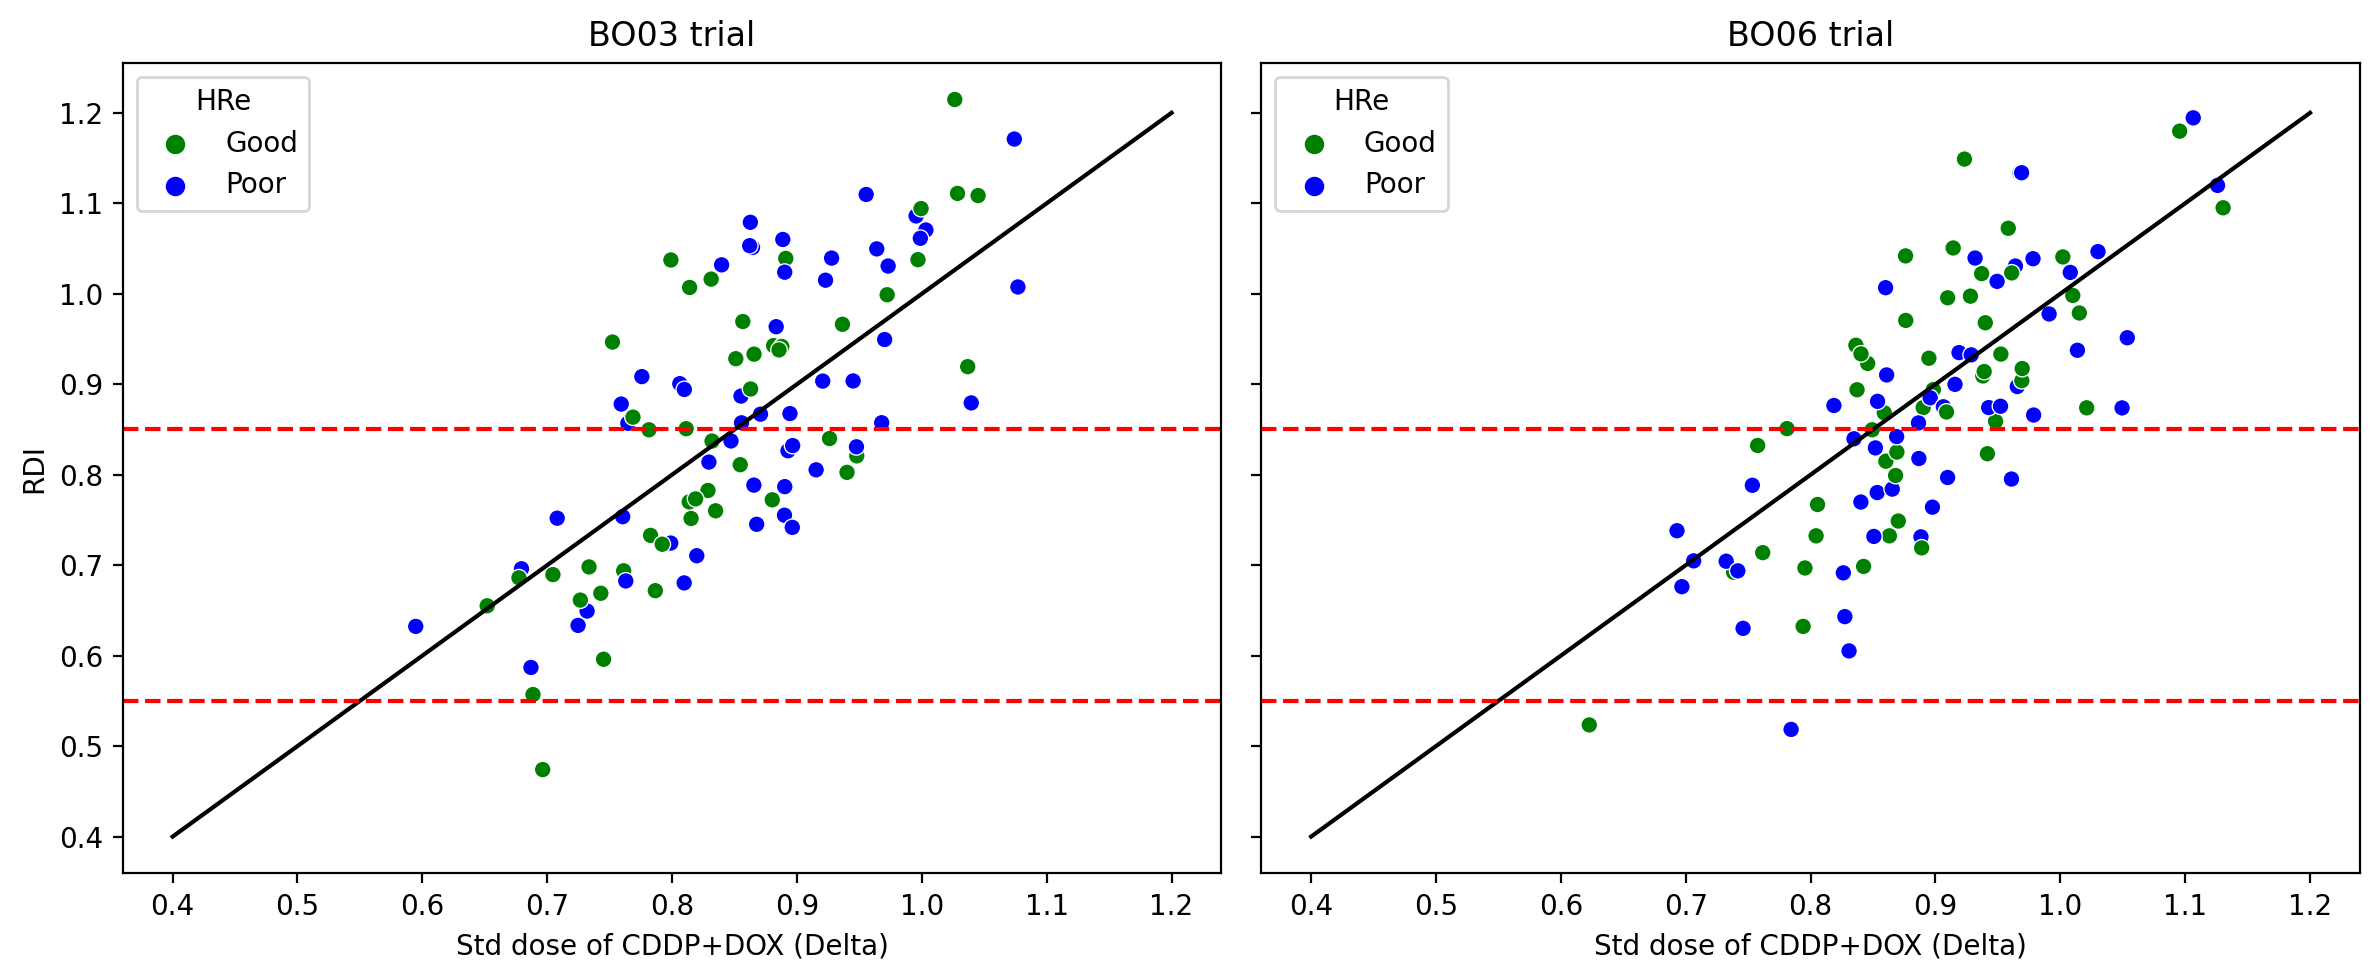 BO03 trial
HRe
Good
Poor
1.2
1.1
1.0
0.9
0.8
0.7
0.6
0.5
0.4
RDI
0.4 0.5 0.6 0.7 0.8 0.9 1.0 1.1 1.2
Std dose of CDDP+DOX (Delta)
BO06 trial
HRe
Good
Poor
0.4 0.5 0.6 0.7 0.8 0.9 1.0 1.1 1.2
Std dose of CDDP+DOX (Delta)